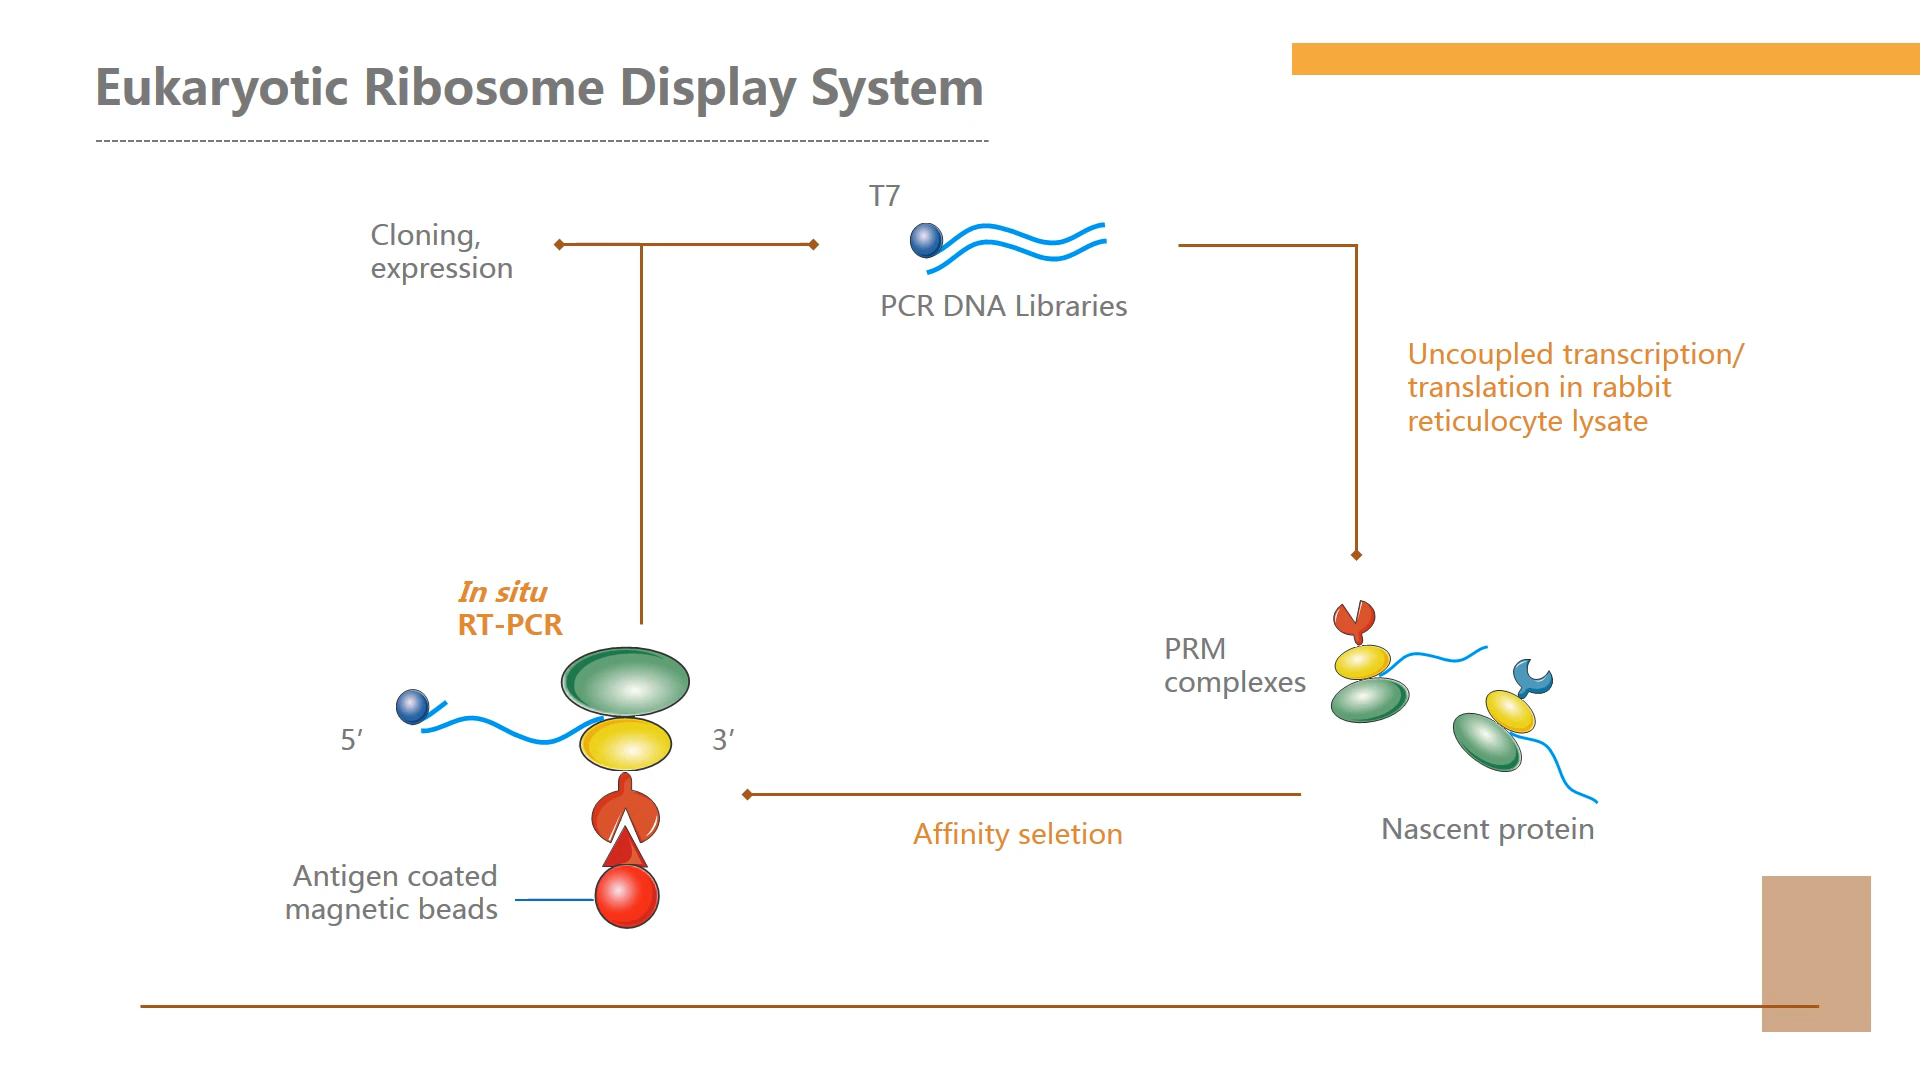 Eukaryotic Ribosome Display System
T7
Cloning,
expression
PCR DNA Libraries
Uncoupled transcription/
translation in rabbit
reticulocyte lysate
In situ
RT-PCR
PRM
complexes
5′
3′
Affinity seletion
Nascent protein
Antigen coated
magnetic beads